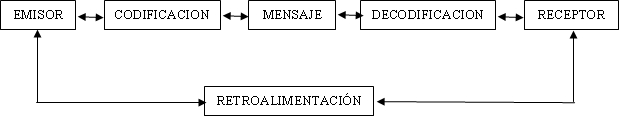 EMISOR
CODIFICACION
MENSAJE
DECODIFICACION
RECEPTOR
RETROALIMENTACIÓN